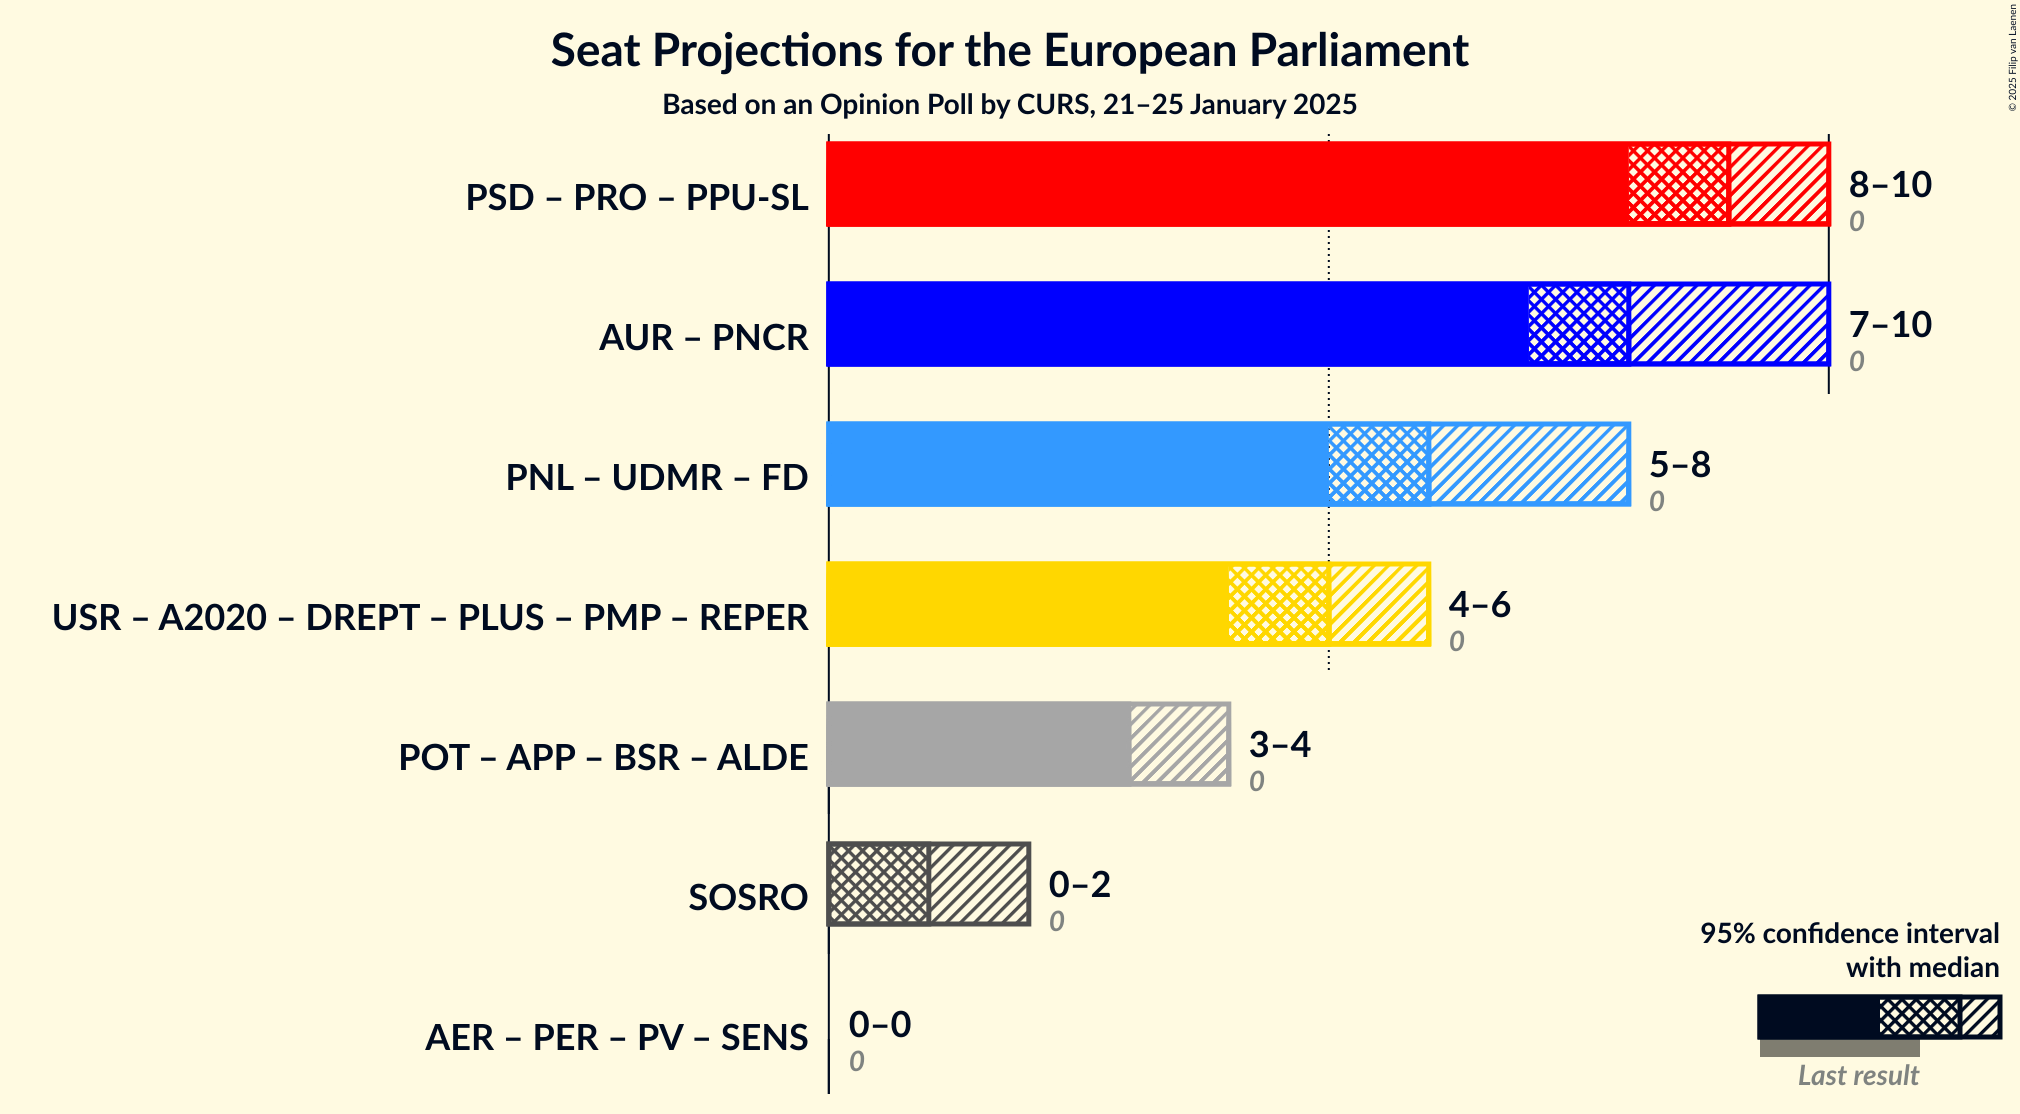 Seat Projections for the European Parliament
Based on an Opinion Poll by CURS, 21–25 January 2025
© 2025 Filip van Laenen
PSD – PRO – PPU-SL
8–10
0
AUR – PNCR
7–10
0
PNL – UDMR – FD
5–8
0
USR – A2020 – DREPT – PLUS – PMP – REPER
4–6
0
POT – APP – BSR – ALDE
3–4
0
SOSRO
0–2
0
AER – PER – PV – SENS
0–0
0
95% confidence interval
with median
Last result